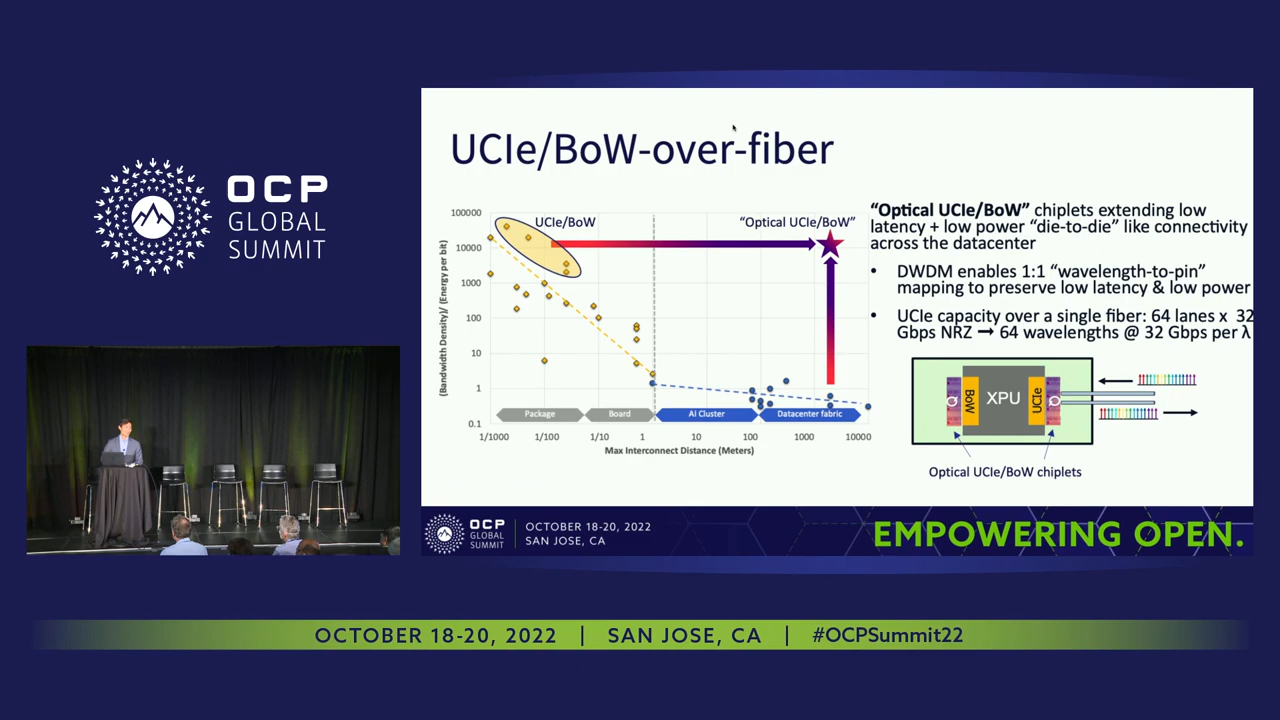 OCP
GLOBAL
SUMMIT
UCIe/BoW-over-fiber
(Bandwidth Density)/ (Energy per bit)
100000
10000
1000
100
10
1
0.1
UCIe/BoW
"Optical UCIe/BoW"
Package
Board
AI Cluster
Datacenter fabric
1/1000
1/100
1/10
1
10
100
1000
10000
Max Interconnect Distance (Meters)
"Optical UCIe/BoW" chiplets extending low
latency + low power "die-to-die" like connectivity
across the datacenter
• DWDM enables 1:1 "wavelength-to-pin"
mapping to preserve low latency & low power
• UCIe capacity over a single fiber: 64 lanes x 32
Gbps NRZ → 64 wavelengths @ 32 Gbps per λ
BoW
XPU
UCIe
Optical UCIe/BoW chiplets
OCP
GLOBAL
SUMMIT
OCTOBER 18-20, 2022
SAN JOSE, CA
EMPOWERING OPEN.
OCTOBER 18-20, 2022 | SAN JOSE, CA | #OCPSummit22